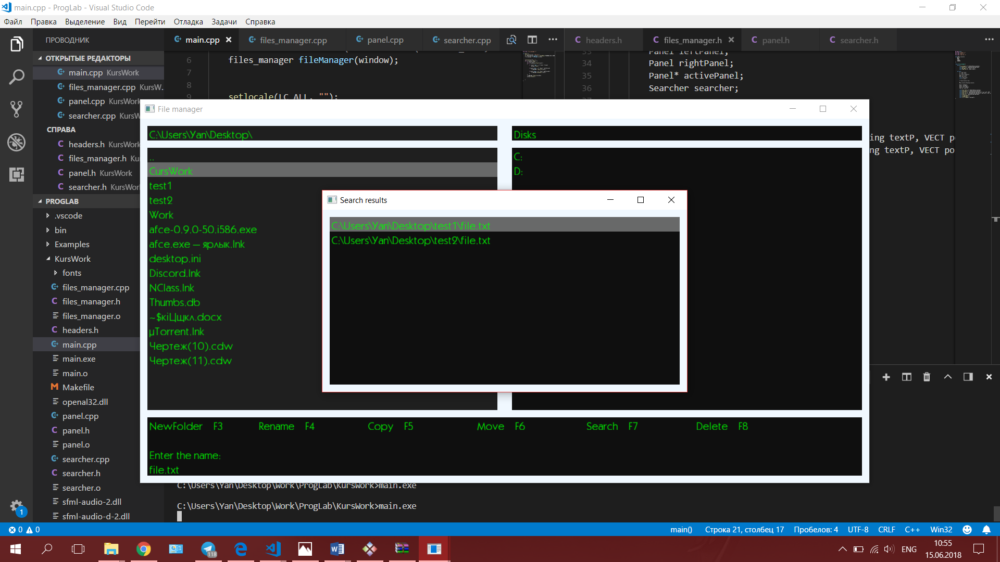 main.cpp - ProgLab - Visual Studio Code
Файл Правка Выделение Вид Перейти Отладка Задачи Справка
ПРОВОДНИК
ОТКРЫТЫЕ РЕДАКТОРЫ
main.cpp KursWork
files_manager.cpp KursW...
panel.cpp KursWork
searcher.cpp KursW
СПРАВА
headers.h KursWork
files_manager.h Ku
panel.h KursWork
searcher.h KursWor
PROGLAB
.vscode
bin
Examples
KursWork
fonts
files_manager.cpp
files_manager.h
files_manager.o
headers.h
main.cpp
main.exe
main.o
Makefile
openal32.dll
panel.cpp
panel.h
panel.o
searcher.cpp
searcher.h
searcher.o
sfml-audio-2.dll
sfml-audio-d-2.dll
1
main.cpp files_manager.cpp panel.cpp searcher.cpp
6 files_manager fileManager(window);
7
8
9 setlocale(LC_ALL, "");
headers.h files_manager.h panel.h searcher.h
33 Panel leftPanel;
34 Panel rightPanel;
35 Panel* activePanel;
36 Searcher searcher;
ing textP, VECT p
ng textP, VECT po
File manager
C:\Users\Yan\Desktop\
..
CursWork
test1
test2
Work
afce-0.9.0-50.i586.exe
afce.exe — ярлык.lnk
desktop.ini
Discord.lnk
NClass.lnk
Thumbs.db
~$кіЦщкл.docx
µTorrent.lnk
Чертеж(10).cdw
Чертеж(11).cdw
Disks
C:
D:
Search results
C:\Users\Yan\Desktop\test1\file.txt
C:\Users\Yan\Desktop\test2\file.txt
NewFolder F3 Rename F4 Copy F5 Move F6 Search F7 Delete F8
Enter the name:
file.txt
C:\Users\Yan\Desktop\Work\ProgLab\KursWork>main.exe
C:\Users\Yan\Desktop\Work\ProgLab\KursWork>main.exe
0 0 main() Строка 21, столбец 17 Пробелов: 4 UTF-8 CRLF C++ Win32
118
ENG
10:55
15.06.2018